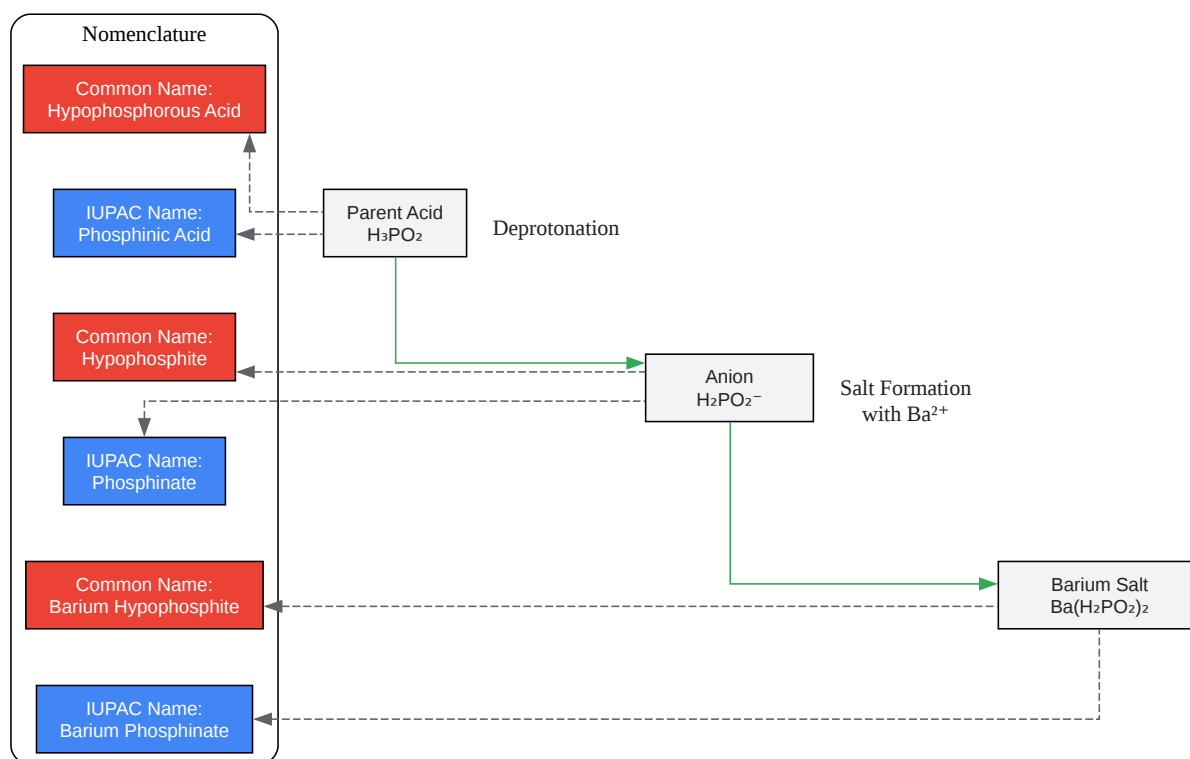 Nomenclature
Common Name:
Hypophosphorous Acid
IUPAC Name:
Phosphinic Acid
Parent Acid
H₃PO₂
Deprotonation
Common Name:
Hypophosphite
Anion
H₂PO₂⁻
Salt Formation
with Ba²⁺
IUPAC Name:
Phosphinate
Common Name:
Barium Hypophosphite
Barium Salt
Ba(H₂PO₂)₂
IUPAC Name:
Barium Phosphinate